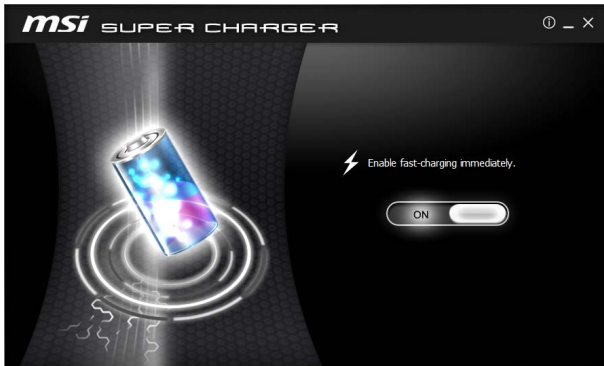 msi SUPER CHARGER
Enable fast-charging immediately.
ON